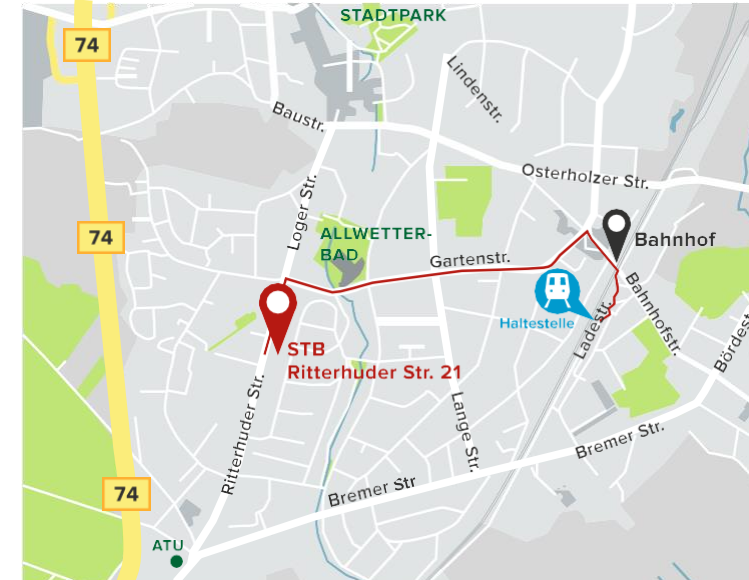 STADTPARK
74
Lindenstr.
Baustr.
Osterholzer Str.
Loger Str.
74
ALLWETTER-
BAD
Bahnhof
Gartenstr.
Haltestelle
Ladestr.
Bahnhofstr.
Bördest
STB
Ritterhuder Str. 21
Ritterhuder Str.
Lange Str.
Bremer Str.
74
Bremer Str
ATU